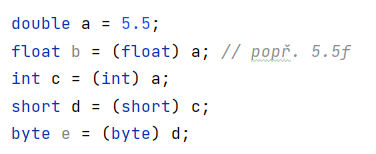 double a = 5.5;
float b = (float) a; // popř. 5.5f
int c = (int) a;
short d = (short) c;
byte e = (byte) d;